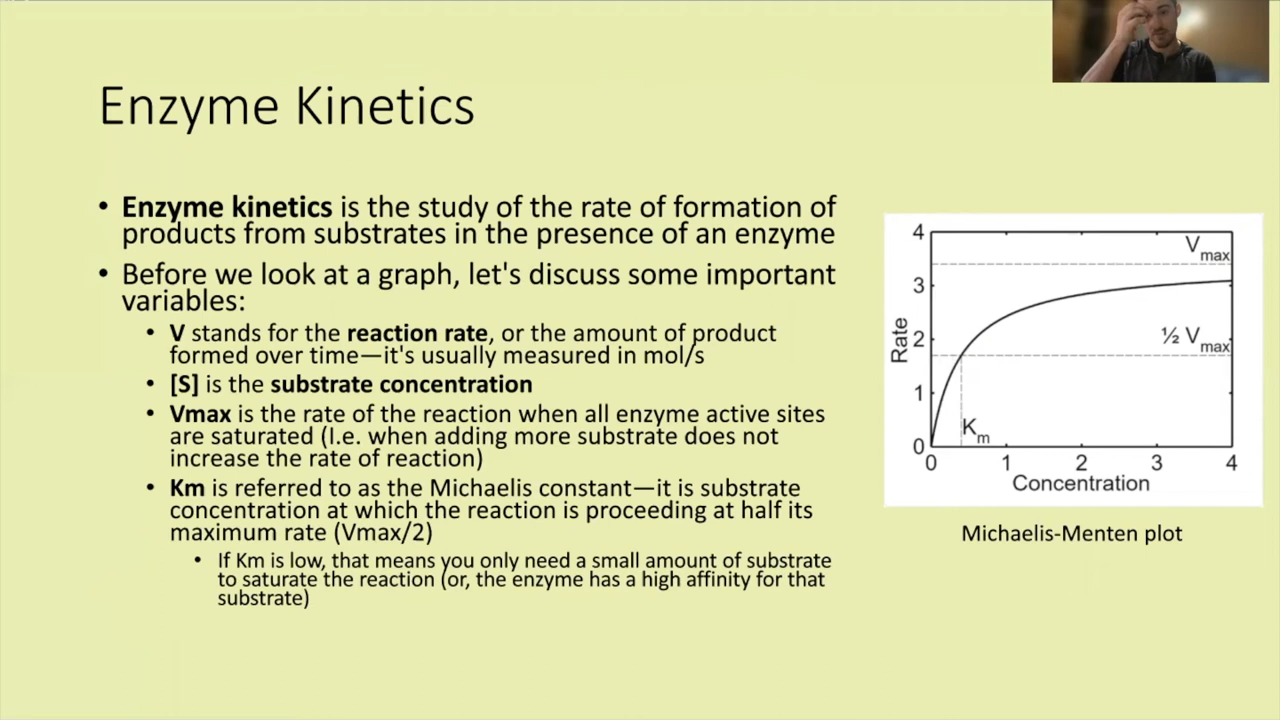 Enzyme Kinetics
• Enzyme kinetics is the study of the rate of formation of
products from substrates in the presence of an enzyme
• Before we look at a graph, let's discuss some important
variables:
• V stands for the reaction rate, or the amount of product
formed over time—it's usually measured in mol/s
• [S] is the substrate concentration
• Vmax is the rate of the reaction when all enzyme active sites
are saturated (I.e. when adding more substrate does not
increase the rate of reaction)
• Km is referred to as the Michaelis constant—it is substrate
concentration at which the reaction is proceeding at half its
maximum rate (Vmax/2)
• If Km is low, that means you only need a small amount of substrate
to saturate the reaction (or, the enzyme has a high affinity for that
substrate)
4
Vmax
3
Rate
2
½ Vmax
1
Km
0
0 1 2 3 4
Concentration
Michaelis-Menten plot